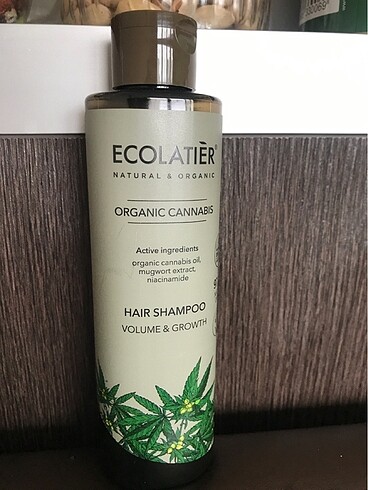 ECOLATIER®
NATURAL & ORGANIC
ORGANIC CANNABIS
Active ingredients
organic cannabis oil,
mugwort extract,
niacinamide
HAIR SHAMPOO
VOLUME & GROWTH